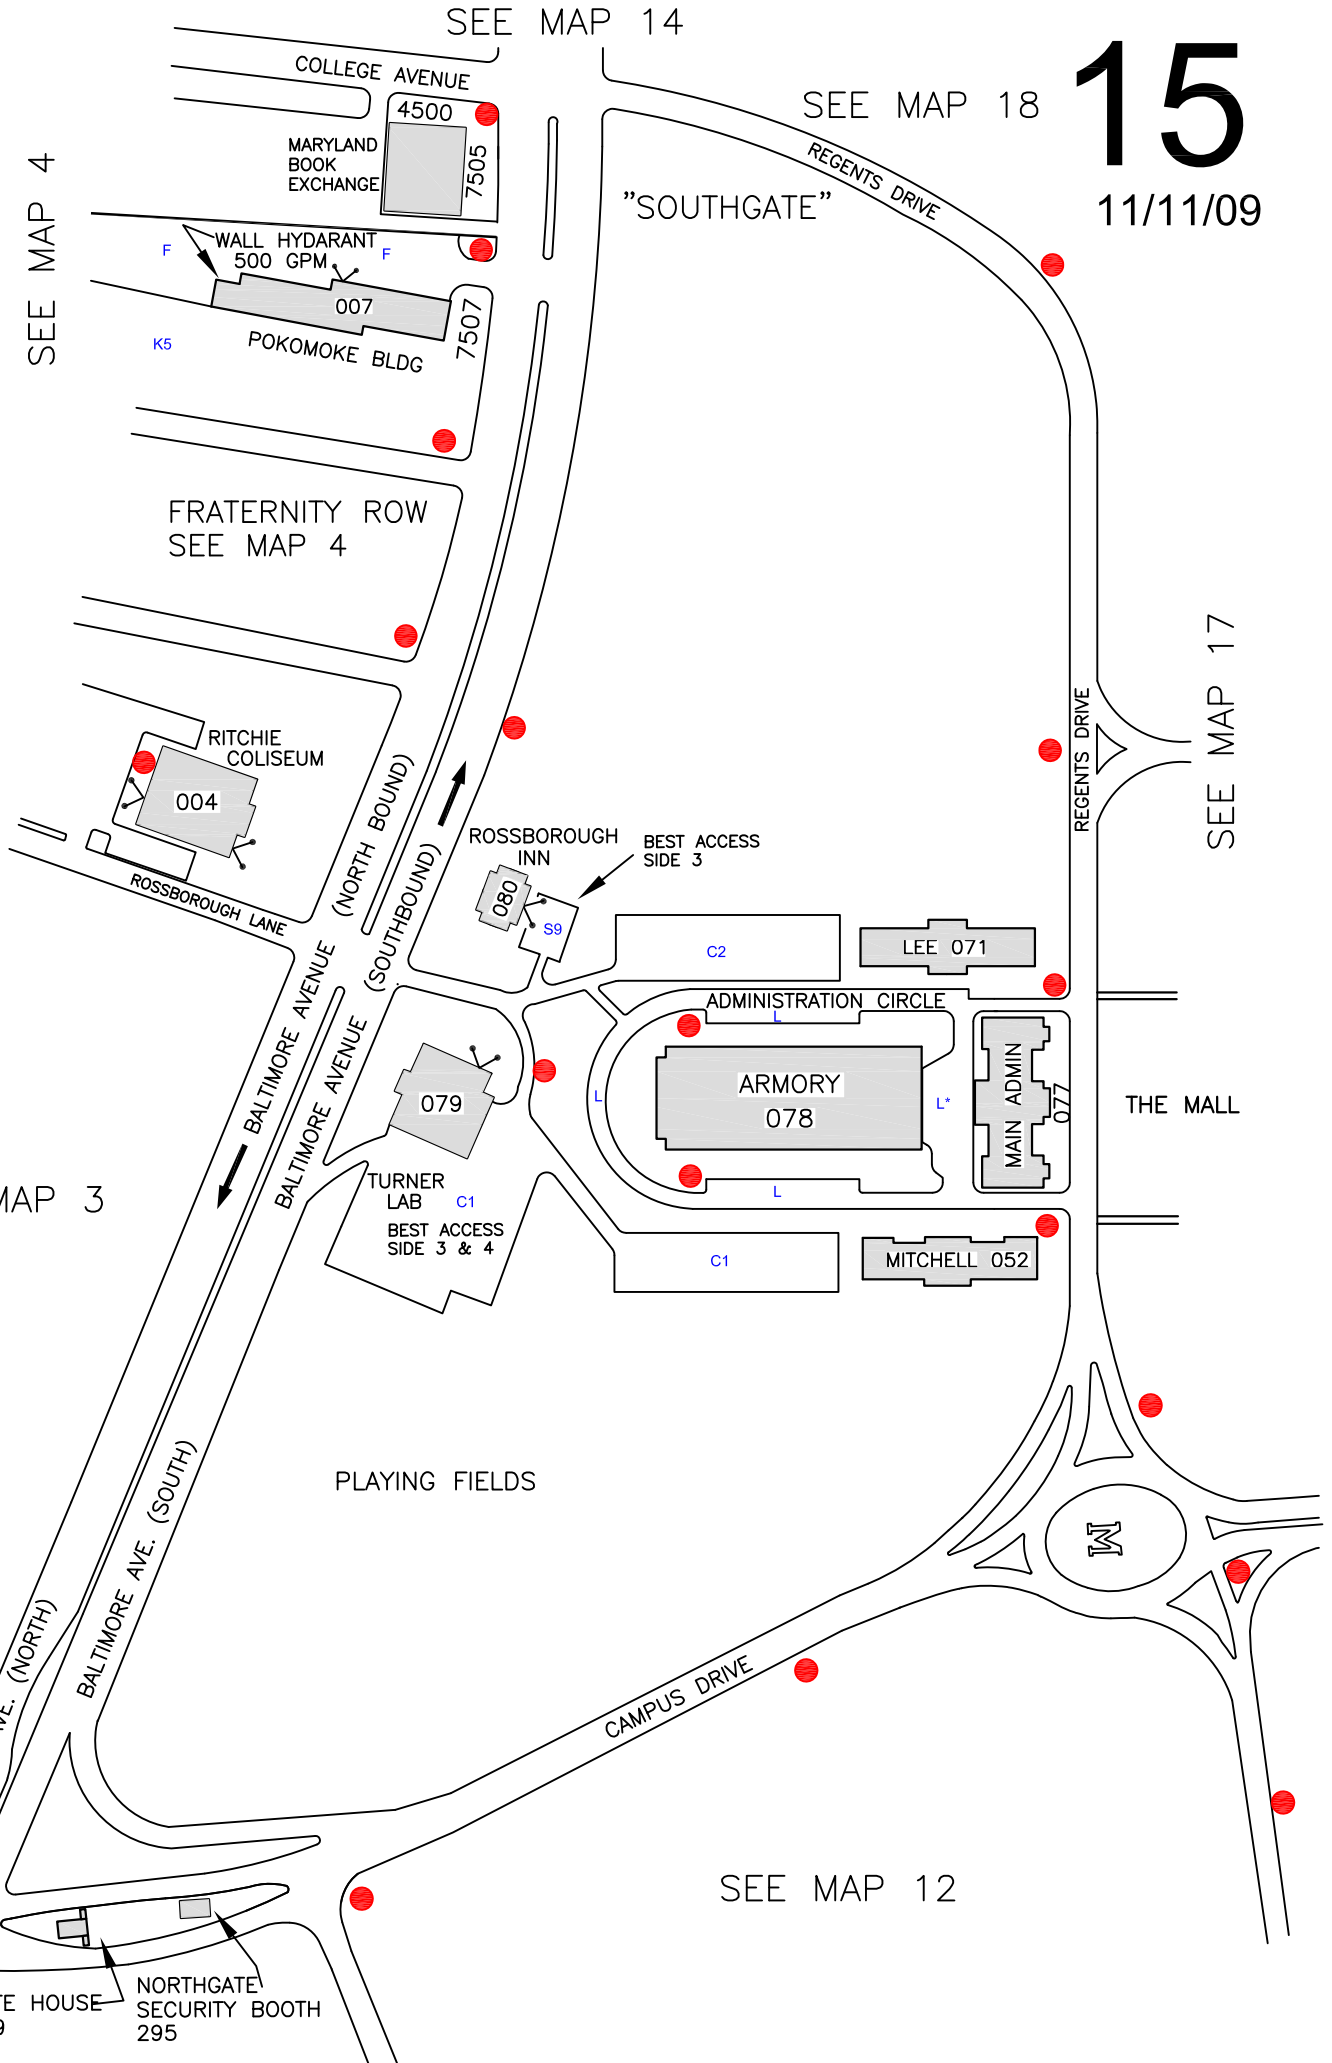 SEE MAP 14
15
11/11/09
SEE MAP 18
COLLEGE AVENUE
4500
7505
MARYLAND
BOOK
EXCHANGE
SEE MAP 4
"SOUTHGATE"
REGENTS DRIVE
WALL HYDARANT
500 GPM
F
F
007
7507
K5
POKOMOKE BLDG
FRATERNITY ROW
SEE MAP 4
SEE MAP 17
REGENTS DRIVE
RITCHIE
COLISEUM
004
(NORTH BOUND)
(SOUTHBOUND)
ROSSBOROUGH
INN
BEST ACCESS
SIDE 3
080
S9
ROSSBOROUGH LANE
BALTIMORE AVENUE
BALTIMORE AVENUE
C2
LEE 071
ADMINISTRATION CIRCLE
L
ARMORY
078
L
L*
MAIN ADMIN
077
THE MALL
079
TURNER
LAB
C1
BEST ACCESS
SIDE 3 & 4
L
MAP 3
C1
MITCHELL 052
PLAYING FIELDS
M
BALTIMORE AVE. (SOUTH)
VE. (NORTH)
CAMPUS DRIVE
SEE MAP 12
TE HOUSE
9
NORTHGATE
SECURITY BOOTH
295